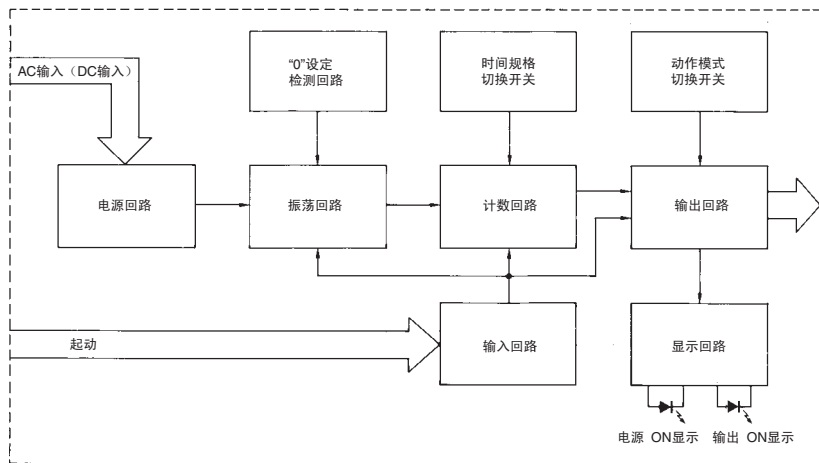 "0"设定
检测回路
时间规格
切换开关
动作模式
切换开关
AC输入（DC输入）
电源回路
振荡回路
计数回路
输出回路
起动
输入回路
显示回路
电源 ON显示
输出 ON显示